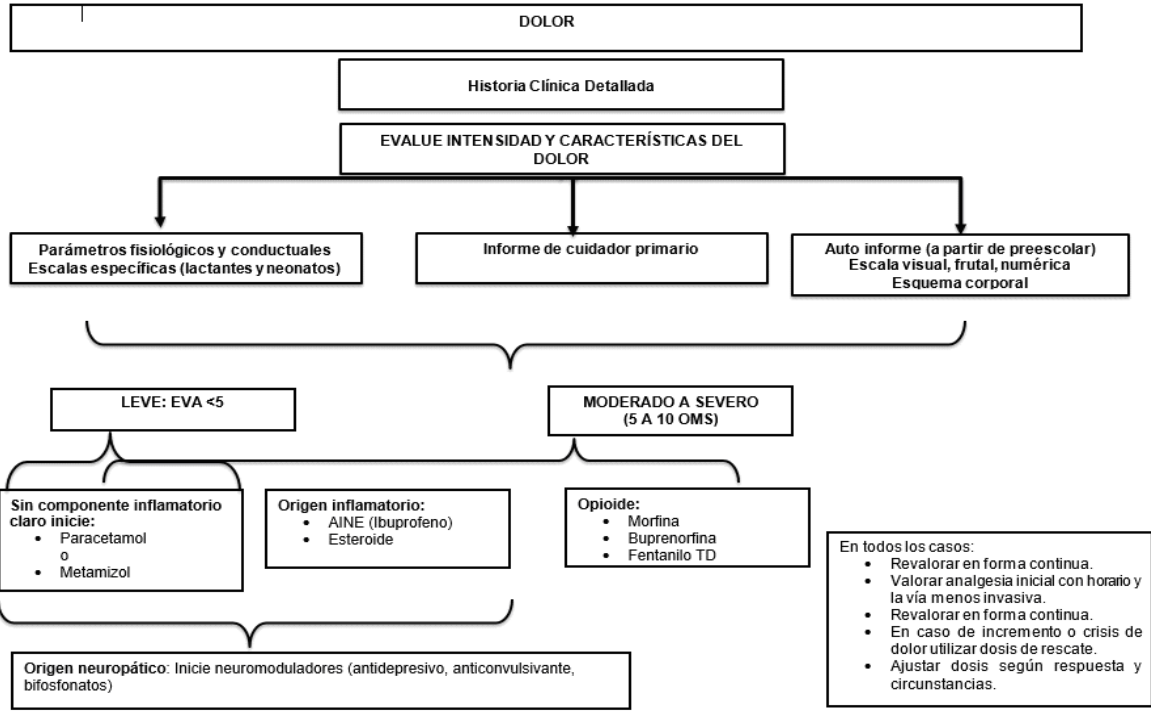 DOLOR
Historia Clínica Detallada
EVALUE INTENSIDAD Y CARACTERÍSTICAS DEL
DOLOR
Parámetros fisiológicos y conductuales
Escalas específicas (lactantes y neonatos)
Informe de cuidador primario
Auto informe (a partir de preescolar)
Escala visual, frutal, numérica
Esquema corporal
LEVE: EVA <5
MODERADO A SEVERO
(5 A 10 OMS)
Sin componente inflamatorio
claro inicie:
• Paracetamol
o
• Metamizol
Origen inflamatorio:
• AINE (Ibuprofeno)
• Esteroide
Opioide:
• Morfina
• Buprenorfina
• Fentanilo TD
En todos los casos:
• Revalorar en forma continua.
• Valorar analgesia inicial con horario y
la vía menos invasiva.
• Revalorar en forma continua.
• En caso de incremento o crisis de
dolor utilizar dosis de rescate.
• Ajustar dosis según respuesta y
circunstancias.
Origen neuropático: Inicie neuromoduladores (antidepresivo, anticonvulsivante,
bifosfonatos)